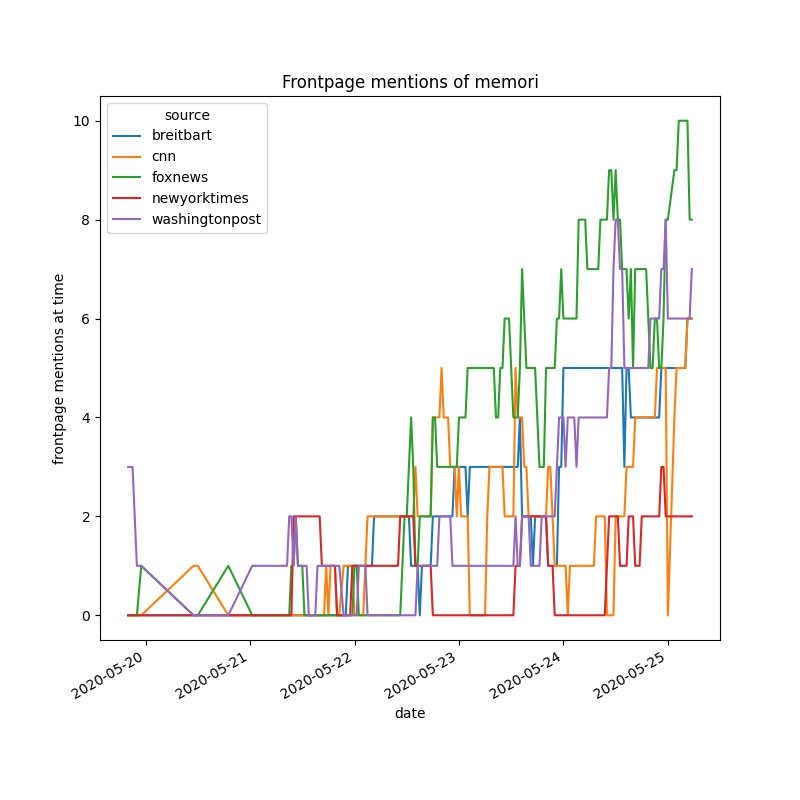 Frontpage mentions of memori
source
breitbart
cnn
foxnews
newyorktimes
washingtonpost
frontpage mentions at time
10
8
6
4
2
0
2020-05-20
2020-05-21
2020-05-22
2020-05-23
2020-05-24
2020-05-25
date